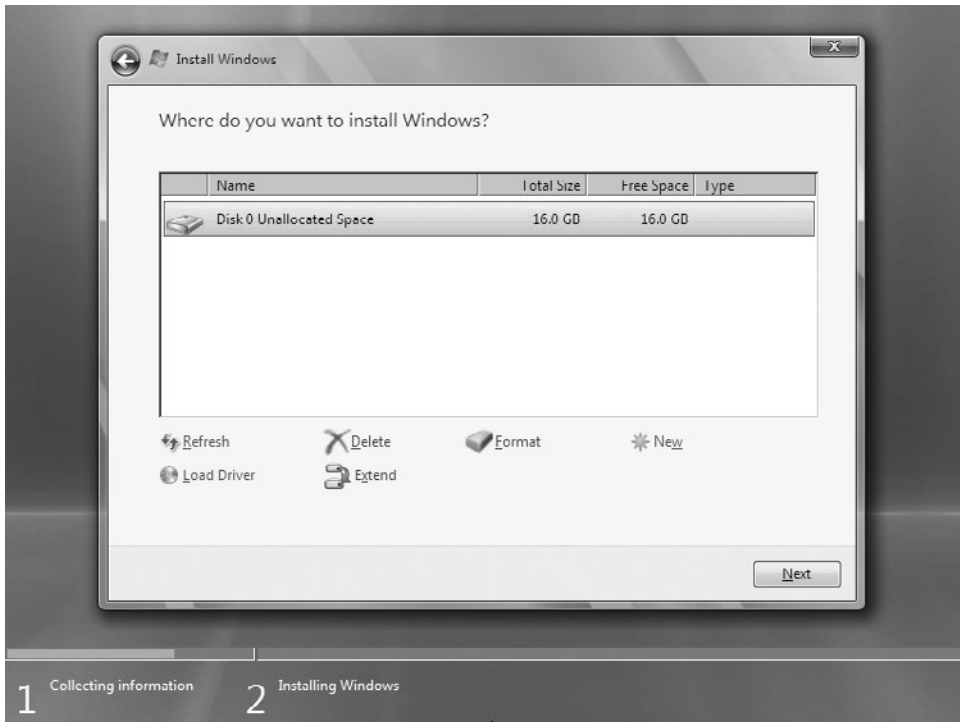 Install Windows
Where do you want to install Windows?
Name Total Size Free Space Type
Disk 0 Unallocated Space 16.0 GB 16.0 GB
Refresh Delete Format New
Load Driver Extend
Next
1 Collecting information 2 Installing Windows